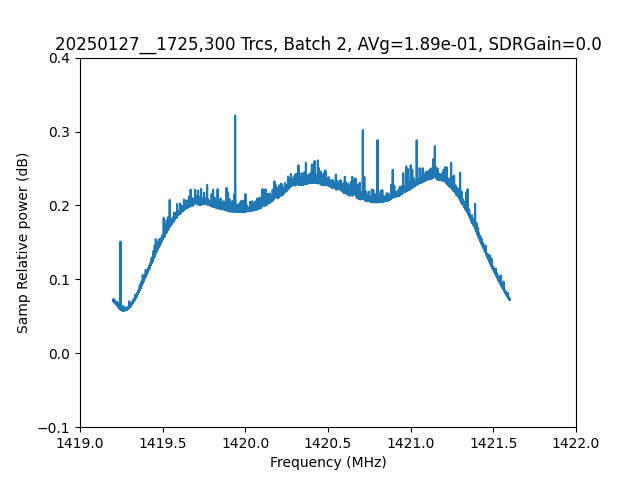 20250127__1725,300 Trcs, Batch 2, AVg=1.89e-01, SDRGain=0.0
0.4
0.3
0.2
0.1
0.0
−0.1
Samp Relative power (dB)
1419.0 1419.5 1420.0 1420.5 1421.0 1421.5 1422.0
Frequency (MHz)